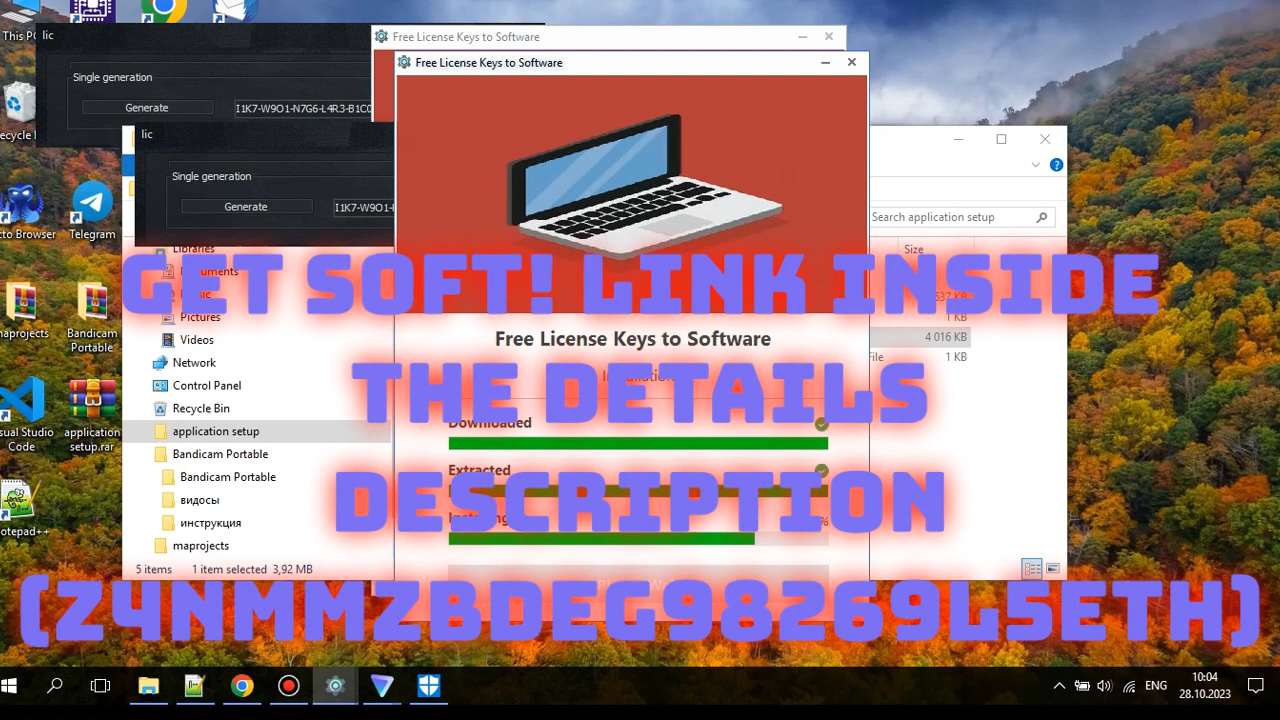 This PC
lic
Free License Keys to Software
Free License Keys to Software
Single generation
Generate
I1K7-W9O1-N7G6-L4R3-B1C0
lic
Single generation
Generate
I1K7-W9O1-
Search application setup
Telegram
Libraries
Size
GET SOFT! LINK INSIDE
THE DETAILS
DESCRIPTION
(Z4NMMZBDEG98269L5ETH)
Pictures
1 KB
Videos
Free License Keys to Software
4 016 KB
maprojects
Bandicam
Portable
Network
1 KB
Control Panel
Downloaded
Recycle Bin
application setup
Visual Studio
Code
application
setup.rar
Bandicam Portable
Extracted
Bandicam Portable
видосы
инструкция
Notepad++
maprojects
5 items 1 item selected 3,92 MB
ENG
10:04
28.10.2023